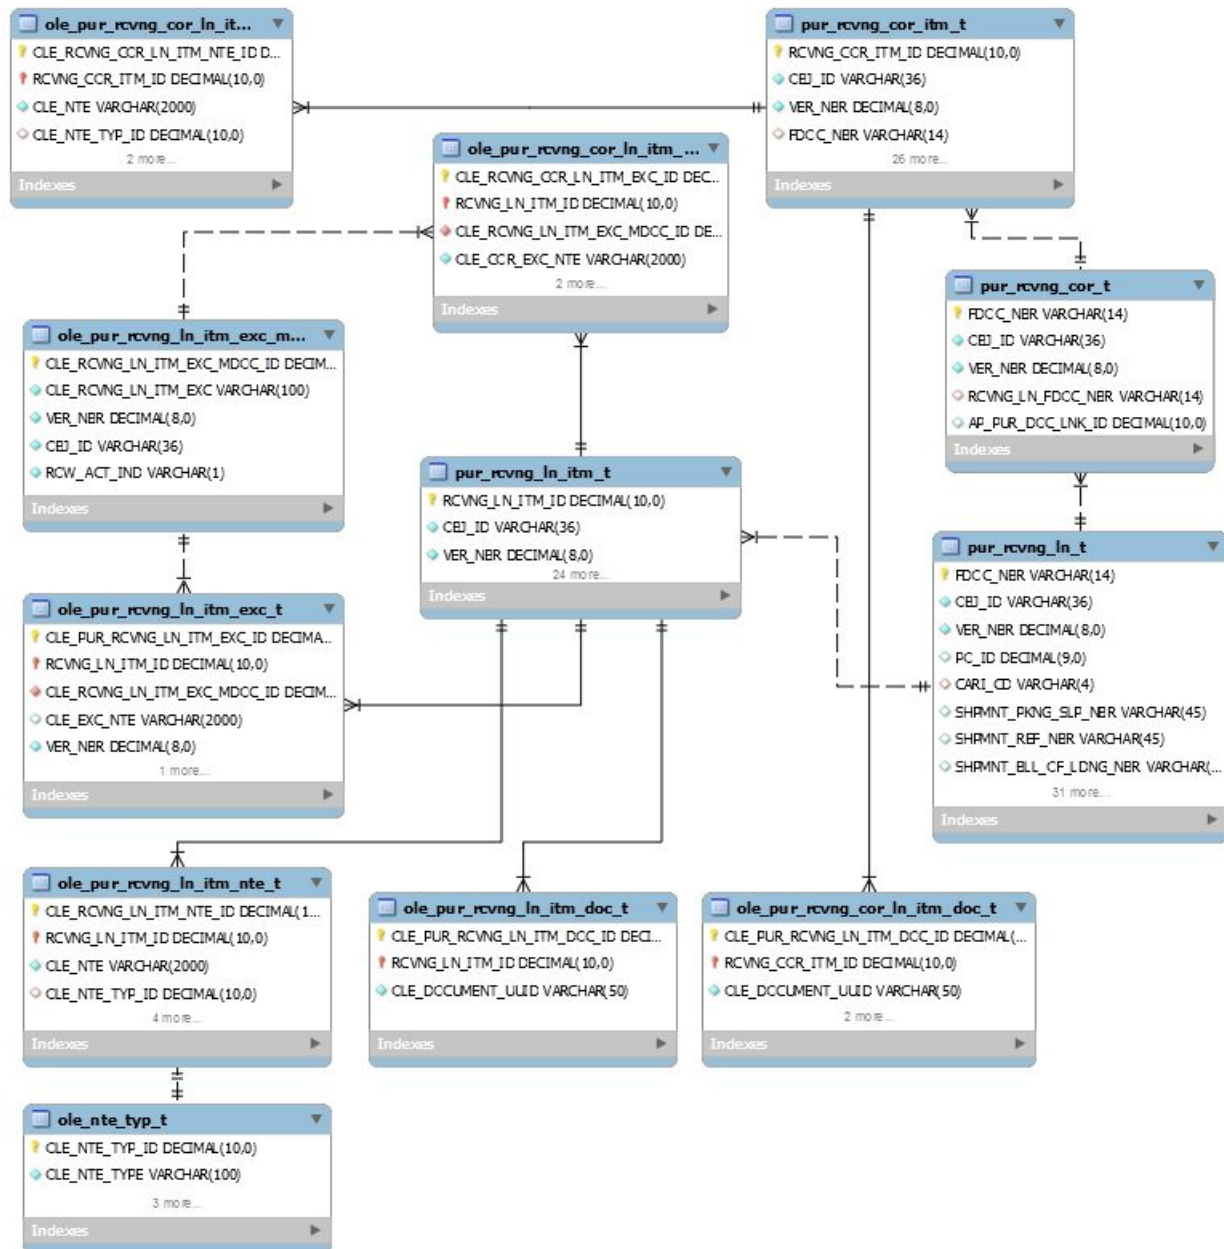 ole_pur_rcvng_cor_ln_it...
CLE_RCVNG_CCR_LN_ITM_NTE_ID D...
RCVNG_CCR_ITM_ID DECIMAL(10,0)
CLE_NTE VARCHAR(2000)
CLE_NTE_TYP_ID DECIMAL(10,0)
2 more...
Indexes
pur_rcvng_cor_itm_t
RCVNG_CCR_ITM_ID DECIMAL(10,0)
CBJ_ID VARCHAR(36)
VER_NBR DECIMAL(8,0)
FDCC_NBR VARCHAR(14)
26 more...
Indexes
ole_pur_rcvng_cor_ln_itm_...
CLE_RCVNG_CCR_LN_ITM_EXC_ID DEC...
RCVNG_LN_ITM_ID DECIMAL(10,0)
CLE_RCVNG_LN_ITM_EXC_MDCC_ID DE...
CLE_CCR_EXC_NTE VARCHAR(2000)
2 more...
Indexes
pur_rcvng_cor_t
FDCC_NBR VARCHAR(14)
CBJ_ID VARCHAR(36)
VER_NBR DECIMAL(8,0)
RCVNG_LN_FDCC_NBR VARCHAR(14)
AP_PUR_DCC_LNK_ID DECIMAL(10,0)
Indexes
ole_pur_rcvng_ln_itm_exc_m...
CLE_RCVNG_LN_ITM_EXC_MDCC_ID DECIM...
CLE_RCVNG_LN_ITM_EXC VARCHAR(100)
VER_NBR DECIMAL(8,0)
CBJ_ID VARCHAR(36)
RCW_ACT_IND VARCHAR(1)
Indexes
pur_rcvng_ln_itm_t
RCVNG_LN_ITM_ID DECIMAL(10,0)
CBJ_ID VARCHAR(36)
VER_NBR DECIMAL(8,0)
24 more...
Indexes
pur_rcvng_ln_t
FDCC_NBR VARCHAR(14)
CBJ_ID VARCHAR(36)
VER_NBR DECIMAL(8,0)
PC_ID DECIMAL(9,0)
CARI_CD VARCHAR(4)
SHPMNT_PKNG_SLP_NBR VARCHAR(45)
SHPMNT_REF_NBR VARCHAR(45)
SHPMNT_BLL_CF_LDNG_NBR VARCHAR(...
31 more...
Indexes
ole_pur_rcvng_ln_itm_exc_t
CLE_PUR_RCVNG_LN_ITM_EXC_ID DECIMA...
RCVNG_LN_ITM_ID DECIMAL(10,0)
CLE_RCVNG_LN_ITM_EXC_MDCC_ID DECIM...
CLE_EXC_NTE VARCHAR(2000)
VER_NBR DECIMAL(8,0)
1 more...
Indexes
ole_pur_rcvng_ln_itm_nte_t
CLE_RCVNG_LN_ITM_NTE_ID DECIMAL(1...
RCVNG_LN_ITM_ID DECIMAL(10,0)
CLE_NTE VARCHAR(2000)
CLE_NTE_TYP_ID DECIMAL(10,0)
4 more...
Indexes
ole_pur_rcvng_ln_itm_doc_t
CLE_PUR_RCVNG_LN_ITM_DCC_ID DECI...
RCVNG_LN_ITM_ID DECIMAL(10,0)
CLE_DCCUMENT_UUID VARCHAR(50)
Indexes
ole_pur_rcvng_cor_ln_itm_doc_t
CLE_PUR_RCVNG_LN_ITM_DCC_ID DECIMAL(...
RCVNG_CCR_ITM_ID DECIMAL(10,0)
CLE_DCCUMENT_UUID VARCHAR(50)
2 more...
Indexes
ole_nte_typ_t
CLE_NTE_TYP_ID DECIMAL(10,0)
CLE_NTE_TYPE VARCHAR(100)
3 more...
Indexes